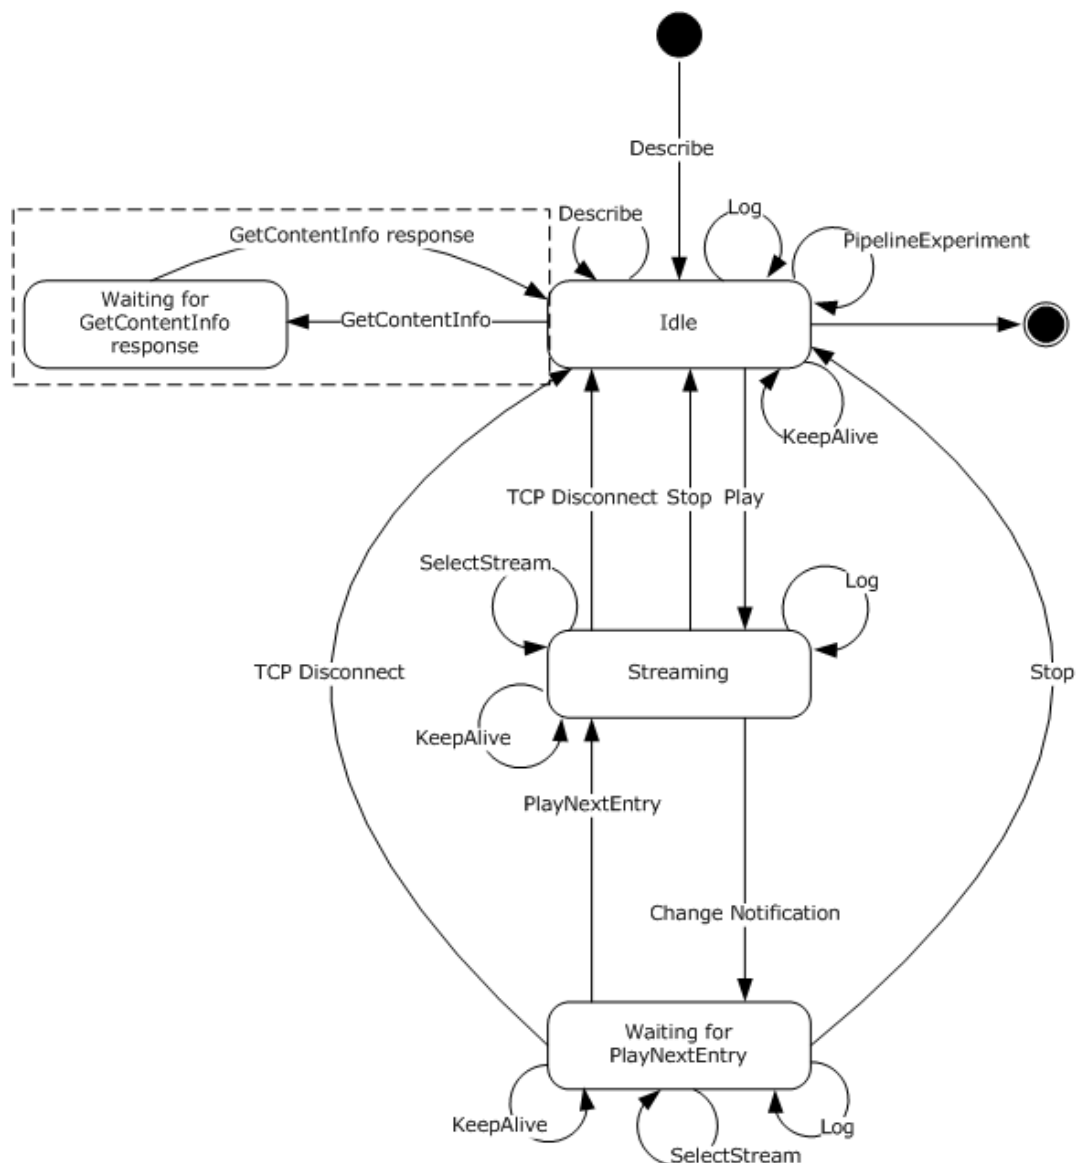 Describe
Describe
Log
PipelineExperiment
GetContentInfo response
Waiting for
GetContentInfo
response
GetContentInfo
Idle
KeepAlive
TCP Disconnect
Stop
Play
SelectStream
Log
TCP Disconnect
Streaming
Stop
KeepAlive
PlayNextEntry
Change Notification
Waiting for
PlayNextEntry
KeepAlive
SelectStream
Log